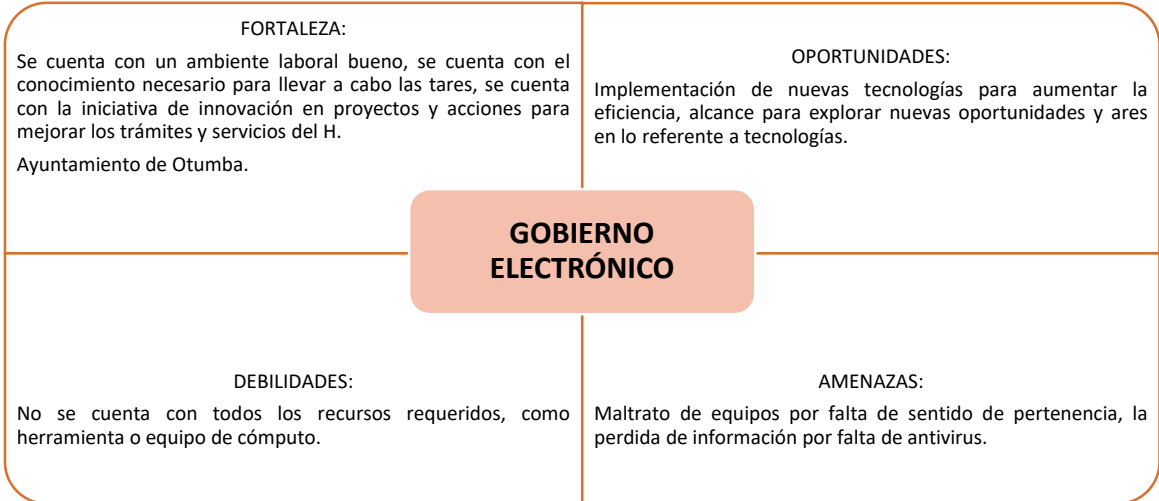 FORTALEZA:
Se cuenta con un ambiente laboral bueno, se cuenta con el
conocimiento necesario para llevar a cabo las tares, se cuenta
con la iniciativa de innovación en proyectos y acciones para
mejorar los trámites y servicios del H.
Ayuntamiento de Otumba.
OPORTUNIDADES:
Implementación de nuevas tecnologías para aumentar la
eficiencia, alcance para explorar nuevas oportunidades y ares
en lo referente a tecnologías.
GOBIERNO
ELECTRÓNICO
DEBILIDADES:
No se cuenta con todos los recursos requeridos, como
herramienta o equipo de cómputo.
AMENAZAS:
Maltrato de equipos por falta de sentido de pertenencia, la
perdida de información por falta de antivirus.